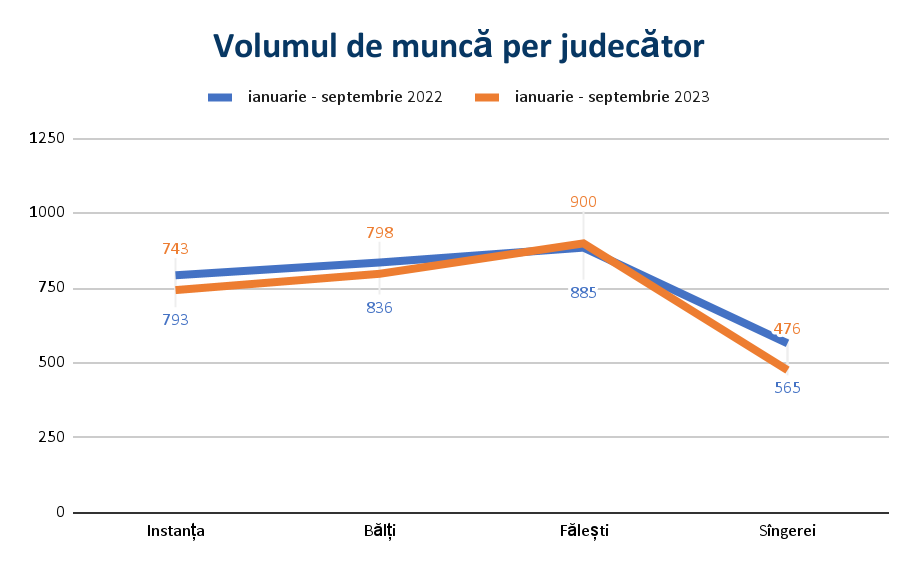 Volumul de muncă per judecător
ianuarie - septembrie 2022 ianuarie - septembrie 2023
1250
1000
750
500
250
0
743 798 900 476
793 836 885 565
Instanța Bălți Fălești Sîngerei